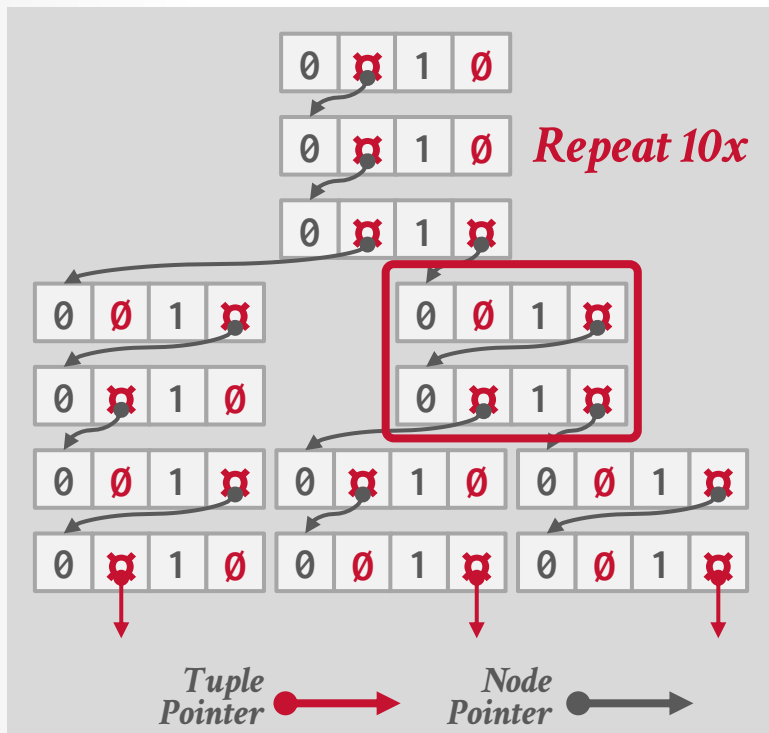 0 ¤ 1 Ø
0 ¤ 1 Ø
Repeat 10x
0 ¤ 1 ¤
0 Ø 1 ¤
0 Ø 1 ¤
0 ¤ 1 Ø
0 ¤ 1 ¤
0 Ø 1 ¤
0 ¤ 1 Ø
0 Ø 1 ¤
0 ¤ 1 Ø
0 Ø 1 ¤
0 Ø 1 ¤
Tuple
Pointer
Node
Pointer